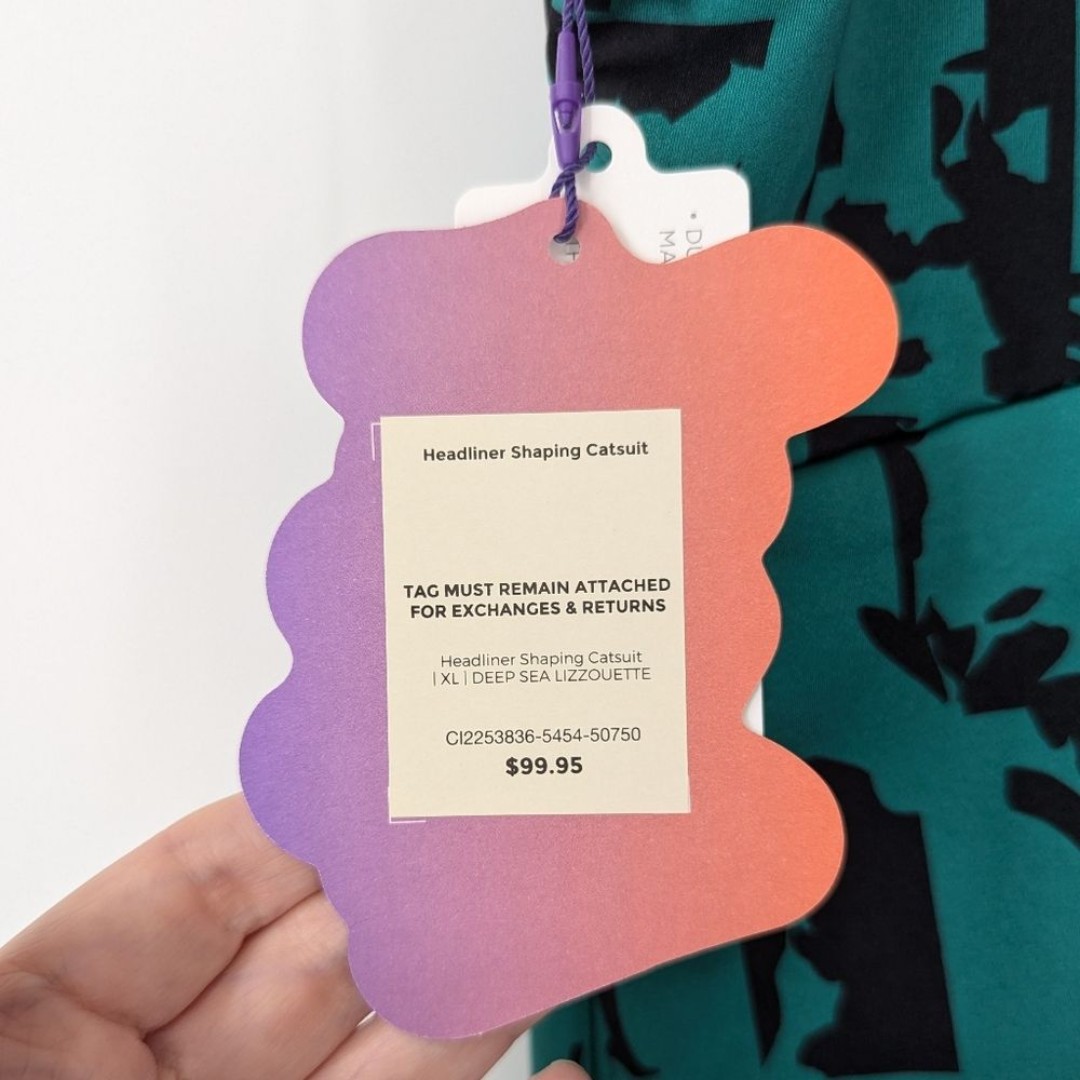 Headliner Shaping Catsuit
TAG MUST REMAIN ATTACHED
FOR EXCHANGES & RETURNS
Headliner Shaping Catsuit
| XL | DEEP SEA LIZZOUETTE
CI2253836-5454-50750
$99.95